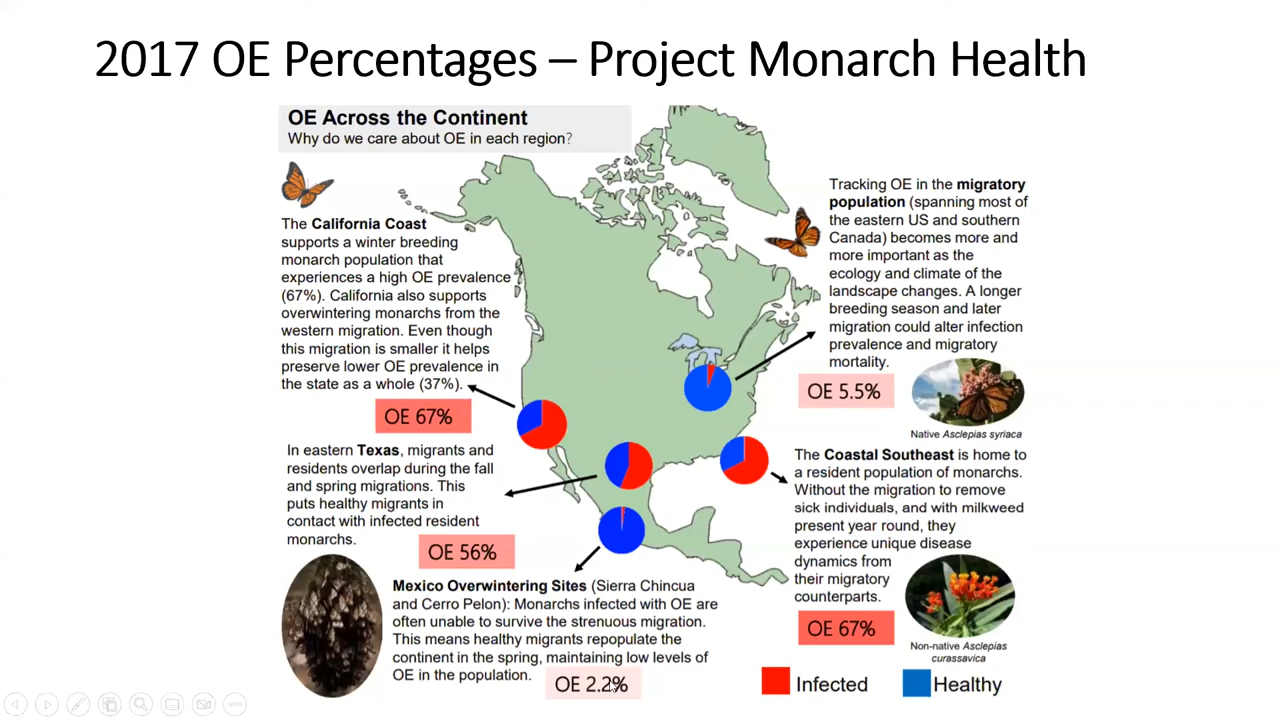 2017 OE Percentages – Project Monarch Health
OE Across the Continent
Why do we care about OE in each region?
The California Coast
supports a winter breeding
monarch population that
experiences a high OE prevalence
(67%). California also supports
overwintering monarchs from the
western migration. Even though
this migration is smaller it helps
preserve lower OE prevalence in
the state as a whole (37%).
OE 67%
In eastern Texas, migrants and
residents overlap during the fall
and spring migrations. This
puts healthy migrants in
contact with infected resident
monarchs.
OE 56%
Mexico Overwintering Sites (Sierra Chincua
and Cerro Pelon): Monarchs infected with OE are
often unable to survive the strenuous migration.
This means healthy migrants repopulate the
continent in the spring, maintaining low levels of
OE in the population.
OE 2.2%
Tracking OE in the migratory
population (spanning most of
the eastern US and southern
Canada) becomes more and
more important as the
ecology and climate of the
landscape changes. A longer
breeding season and later
migration could alter infection
prevalence and migratory
mortality.
OE 5.5%
Native Asclepias syriaca
The Coastal Southeast is home to
a resident population of monarchs.
Without the migration to remove
sick individuals, and with milkweed
present year round, they
experience unique disease
dynamics from
their migratory
counterparts.
OE 67%
Non-native Asclepias
curassavica
Infected
Healthy